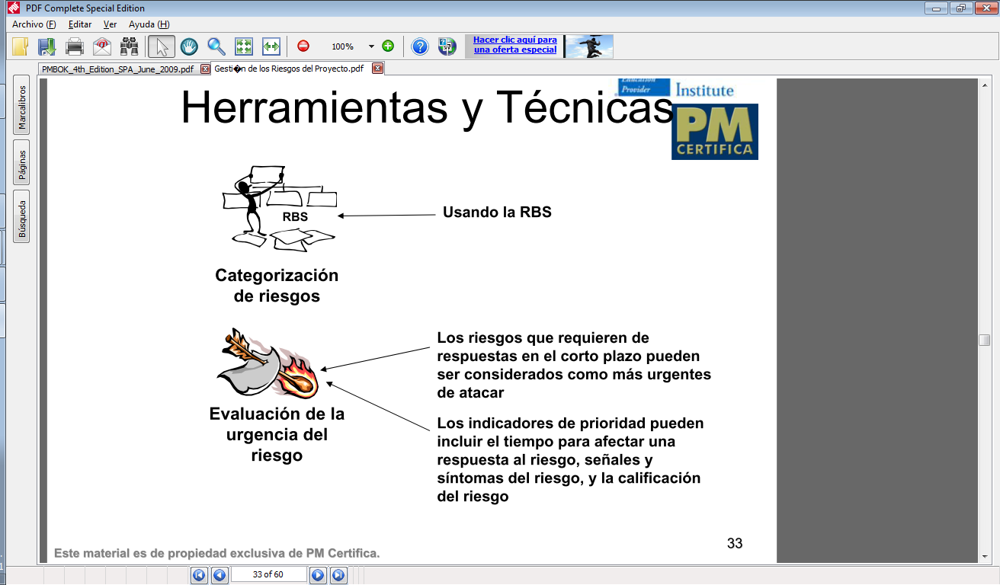 PDF Complete Special Edition
Archivo (F) Editar Ver Ayuda (H)
100%
Hacer clic aquí para
una oferta especial
PMBOK_4th_Edition_SPA_June_2009.pdf
Gesti�n de los Riesgos del Proyecto.pdf
Marcalibros
Páginas
Búsqueda
Education
Provider
Institute
Herramientas y Técnicas
PM
CERTIFICA
RBS
Usando la RBS
Categorización
de riesgos
Los riesgos que requieren de
respuestas en el corto plazo pueden
ser considerados como más urgentes
de atacar
Evaluación de la
urgencia del
riesgo
Los indicadores de prioridad pueden
incluir el tiempo para afectar una
respuesta al riesgo, señales y
síntomas del riesgo, y la calificación
del riesgo
33
Este material es de propiedad exclusiva de PM Certifica.
33 of 60